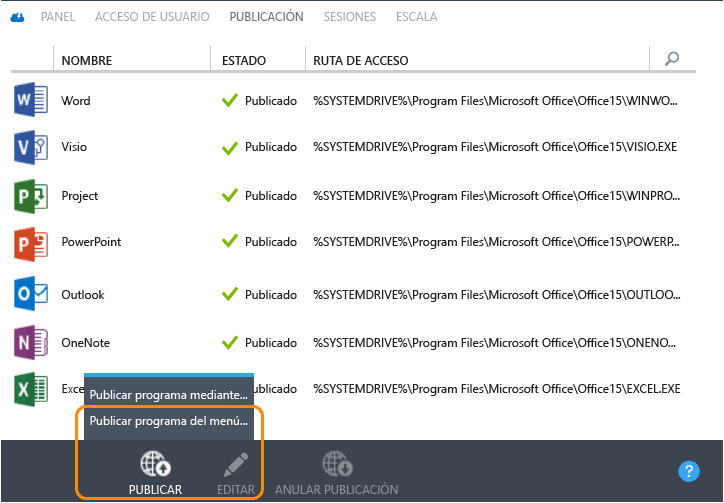 PANEL ACCESO DE USUARIO PUBLICACIÓN SESIONES ESCALA
NOMBRE ESTADO RUTA DE ACCESO
Word Publicado %SYSTEMDRIVE%\Program Files\Microsoft Office\Office15\WINWO...
Visio Publicado %SYSTEMDRIVE%\Program Files\Microsoft Office\Office15\VISIO.EXE
Project Publicado %SYSTEMDRIVE%\Program Files\Microsoft Office\Office15\WINPRO...
PowerPoint Publicado %SYSTEMDRIVE%\Program Files\Microsoft Office\Office15\POWERP...
Outlook Publicado %SYSTEMDRIVE%\Program Files\Microsoft Office\Office15\OUTLOO...
OneNote Publicado %SYSTEMDRIVE%\Program Files\Microsoft Office\Office15\ONENO...
Exce blicado %SYSTEMDRIVE%\Program Files\Microsoft Office\Office15\EXCEL.EXE
Publicar programa mediante...
Publicar programa del menú...
PUBLICAR EDITAR ANULAR PUBLICACIÓN
?